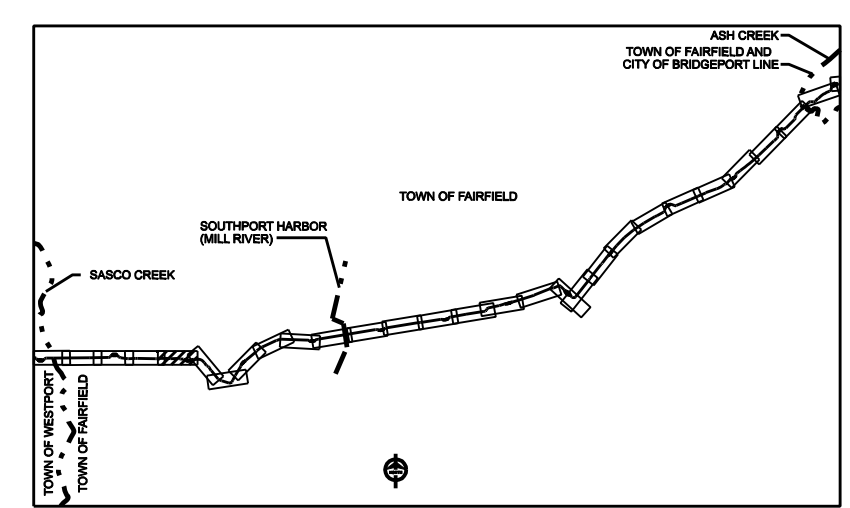 ASH CREEK
TOWN OF FAIRFIELD AND
CITY OF BRIDGEPORT LINE
TOWN OF FAIRFIELD
SOUTHPORT HARBOR
(MILL RIVER)
SASCO CREEK
TOWN OF WESTPORT
TOWN OF FAIRFIELD